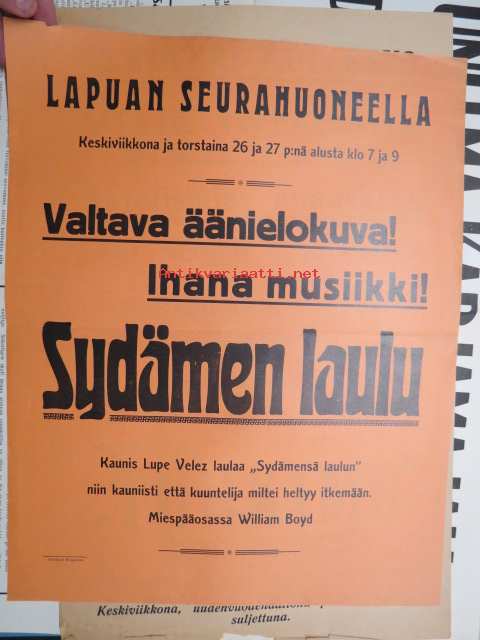 LAPUAN SEURAHUONEELLA
Keskiviikkona ja torstaina 26 ja 27 p:nä alusta klo 7 ja 9
Valtava äänielokuva!
Antikvariaatti.net
Ihana musiikki!
Sydämen laulu
Kaunis Lupe Velez laulaa „Sydämensä laulun"
niin kauniisti että kuuntelija miltei heltyy itkemään.
Miespääosassa William Boyd
Keskiviikkona,
suljettuna.